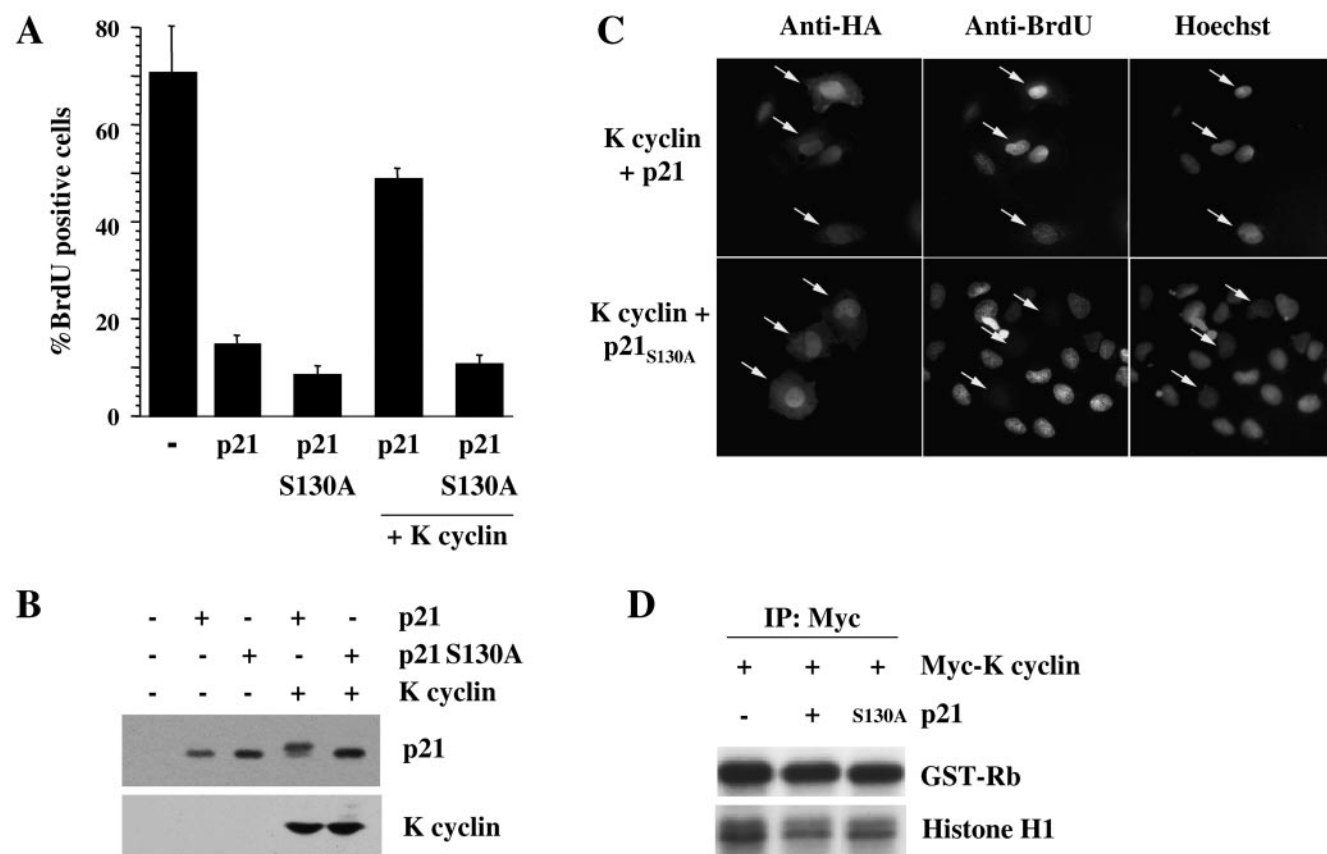 A
%BrdU positive cells
80
60
40
20
0
- p21 p21 p21 p21
S130A S130A
+ K cyclin
B
- + - + - p21
- - + - + p21 S130A
- - - + + K cyclin
p21
K cyclin
C
Anti-HA Anti-BrdU Hoechst
K cyclin
+ p21
K cyclin +
p21S130A
D
IP: Myc
+ + + Myc-K cyclin
- + S130A p21
GST-Rb
Histone H1